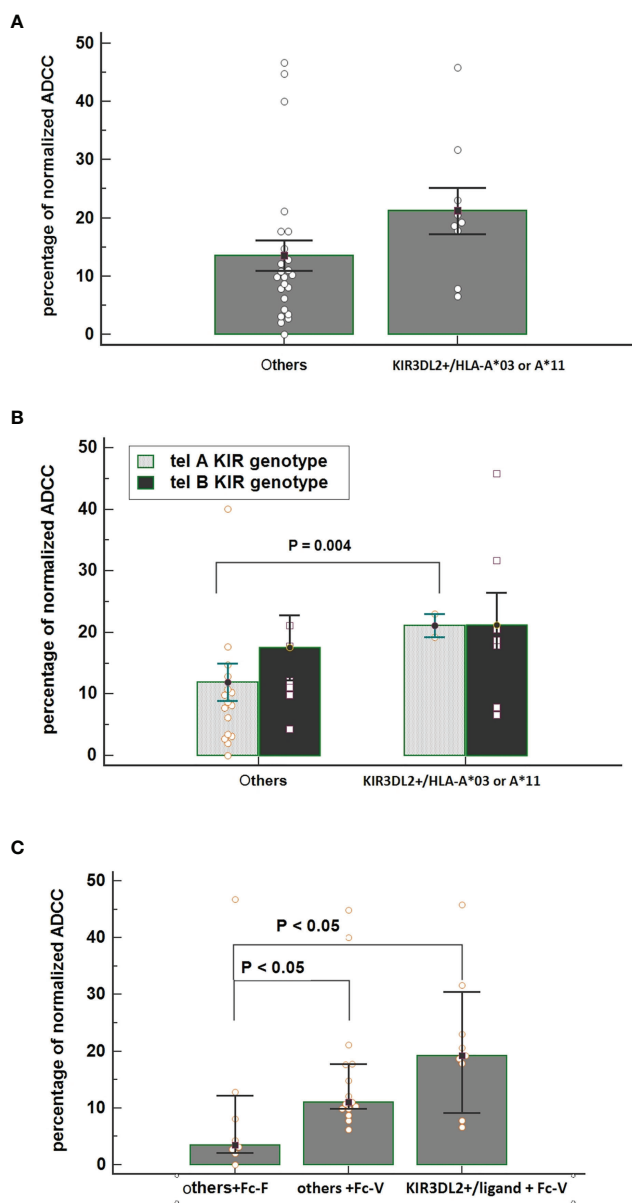 A
percentage of normalized ADCC
50
40
30
20
10
0
Others
KIR3DL2+/HLA-A*03 or A*11
B
percentage of normalized ADCC
50
40
30
20
10
0
tel A KIR genotype
tel B KIR genotype
P = 0.004
Others
KIR3DL2+/HLA-A*03 or A*11
C
percentage of normalized ADCC
50
40
30
20
10
0
P < 0.05
P < 0.05
others+Fc-F
others +Fc-V
KIR3DL2+/ligand + Fc-V